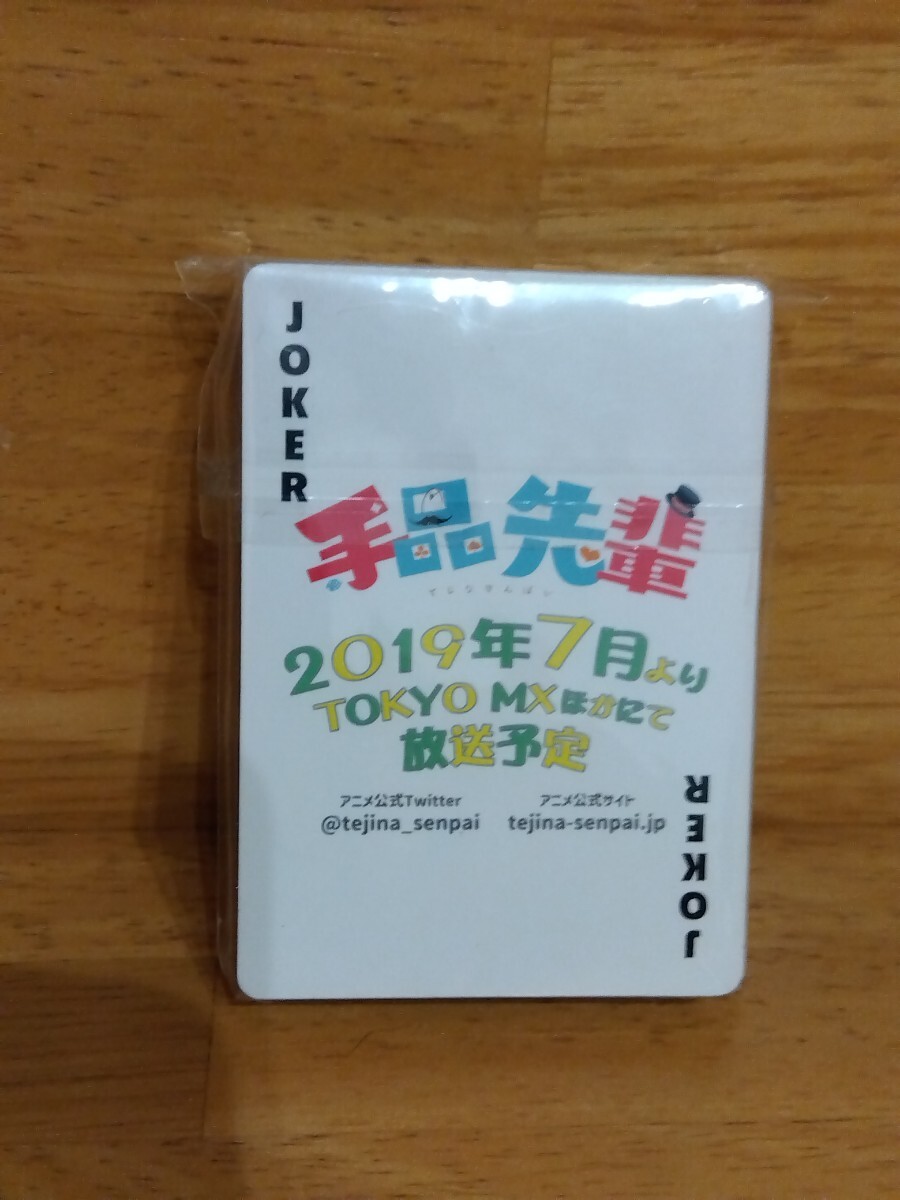 JOKER
手品先輩
てじなせんぱい
2019年7月より
TOKYO MXほかにて
放送予定
アニメ公式Twitter
@tejina_senpai
アニメ公式サイト
tejina-senpai.jp
JOKER